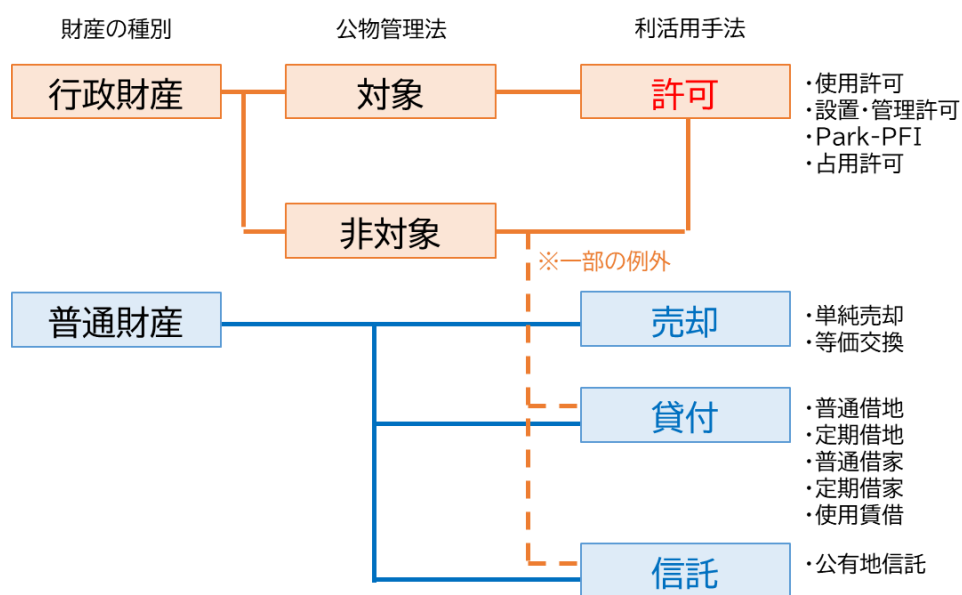 財産の種別
公物管理法
利活用手法
行政財産
対象
許可
・使用許可
・設置・管理許可
・Park-PFI
・占用許可
非対象
※一部の例外
普通財産
売却
・単純売却
・等価交換
貸付
・普通借地
・定期借地
・普通借家
・定期借家
・使用賃借
信託
・公有地信託